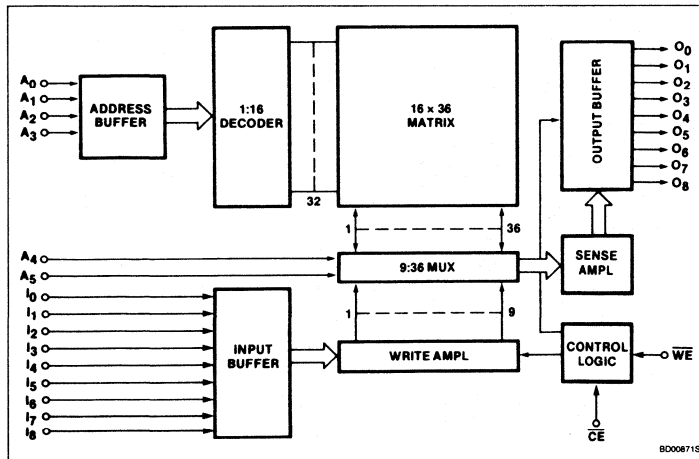 A0
A1
A2
A3
ADDRESS
BUFFER
1:16
DECODER
32
16 × 36
MATRIX
OUTPUT BUFFER
O0
O1
O2
O3
O4
O5
O6
O7
O8
1
36
A4
A5
9:36 MUX
SENSE
AMPL
I0
I1
I2
I3
I4
I5
I6
I7
I8
INPUT
BUFFER
1
9
WRITE AMPL
CONTROL
LOGIC
W̅E̅
C̅E̅
BD00871S